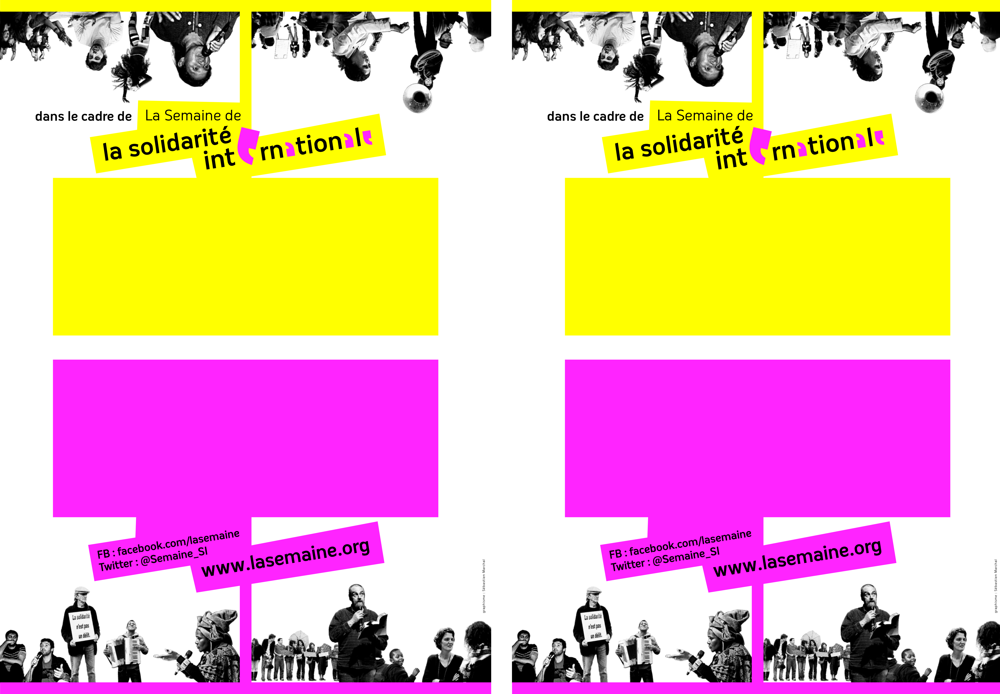 dans le cadre de La Semaine de
la solidarité
internationale
FB : facebook.com/lasemaine
Twitter : @Semaine_SI
www.lasemaine.org
graphisme : Sébastien Marchal
La solidarité
n'est pas
un délit.
dans le cadre de La Semaine de
la solidarité
internationale
FB : facebook.com/lasemaine
Twitter : @Semaine_SI
www.lasemaine.org
graphisme : Sébastien Marchal
La solidarité
n'est pas
un délit.